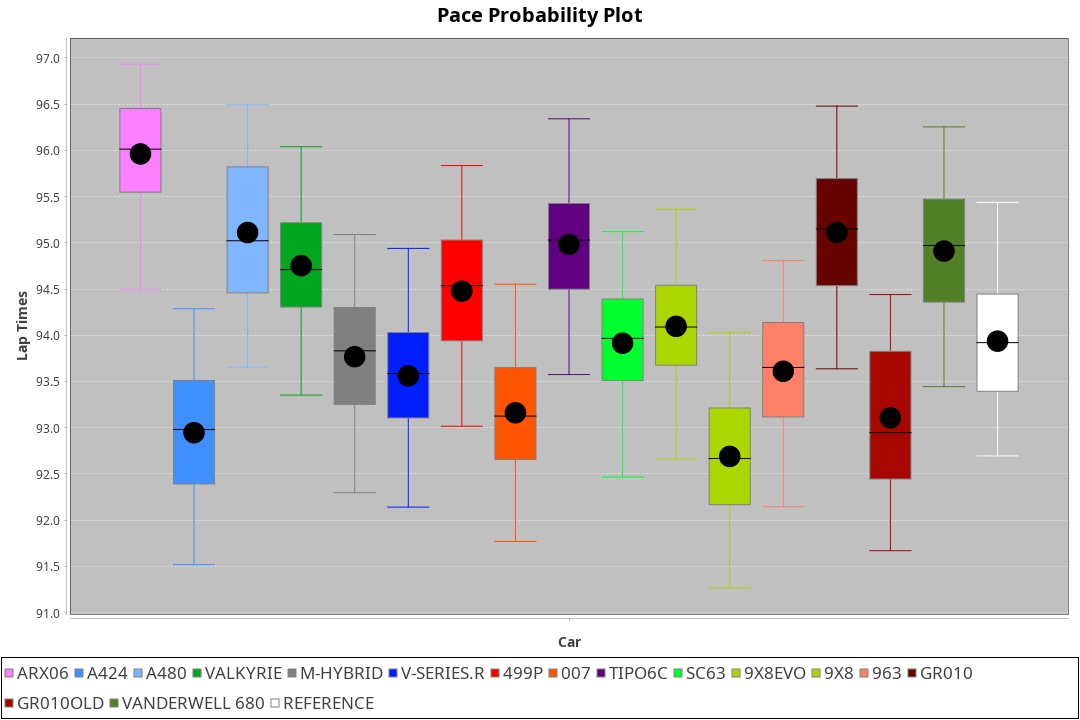 Pace Probability Plot
97.0
96.5
96.0
95.5
95.0
94.5
94.0
93.5
93.0
92.5
92.0
91.5
91.0
Lap Times
Car
ARX06 A424 A480 VALKYRIE M-HYBRID V-SERIES.R 499P 007 TIPO6C SC63 9X8EVO 9X8 963 GR010
GR010OLD VANDERWELL 680 REFERENCE